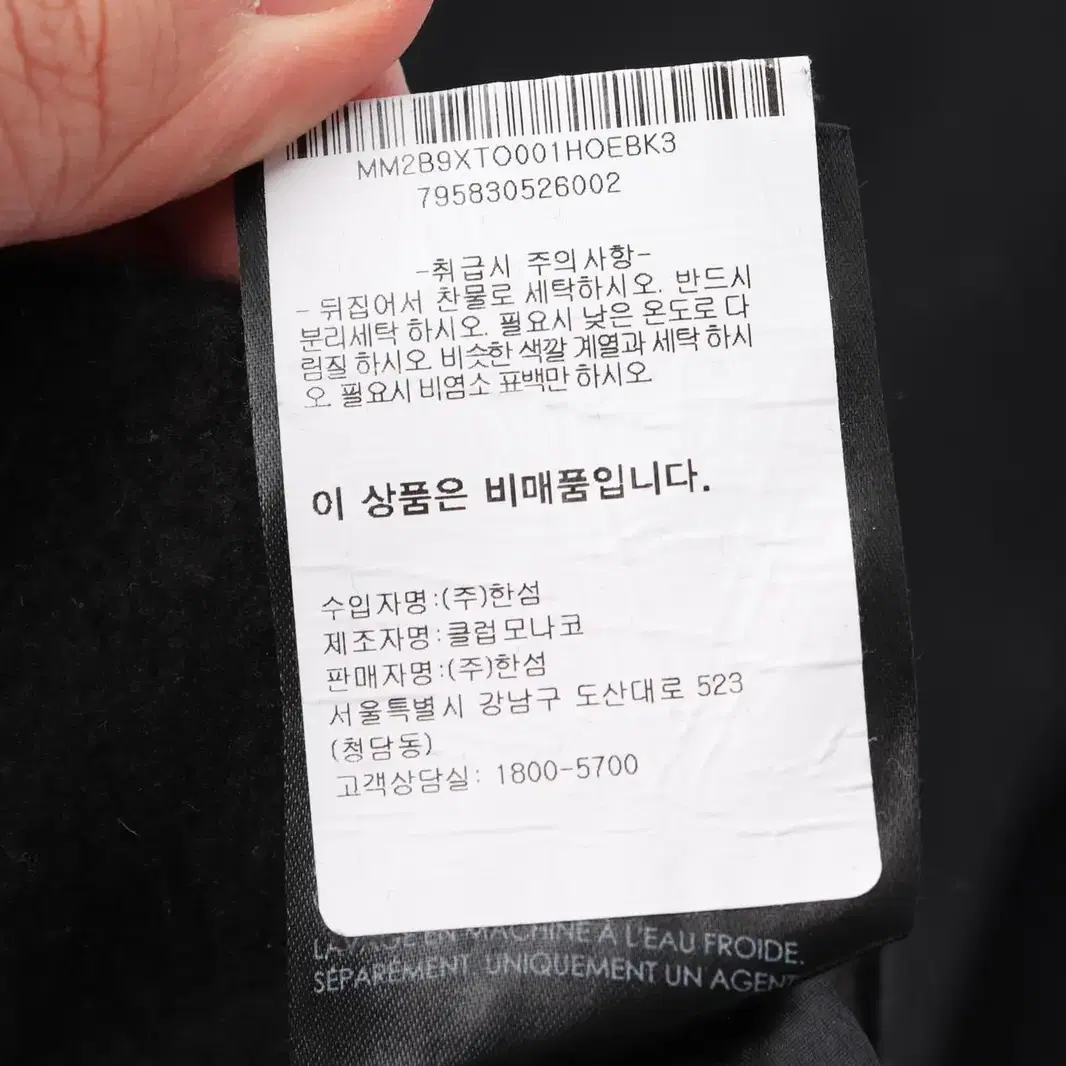 MM2B9XTO001HOEBK3
795830526002
-취급시 주의사항-
- 뒤집어서 찬물로 세탁하시오. 반드시
분리세탁 하시오. 필요시 낮은 온도로 다
림질 하시오. 비슷한 색깔 계열과 세탁 하시
오. 필요시 비염소 표백만 하시오
이 상품은 비매품입니다.
수입자명:(주)한섬
제조자명:클럽모나코
판매자명:(주)한섬
서울특별시 강남구 도산대로 523
(청담동)
고객상담실: 1800-5700
LAVAGE EN MACHINE À L'EAU FROIDE.
SÉPARÉMENT UNIQUEMENT UN AGENT